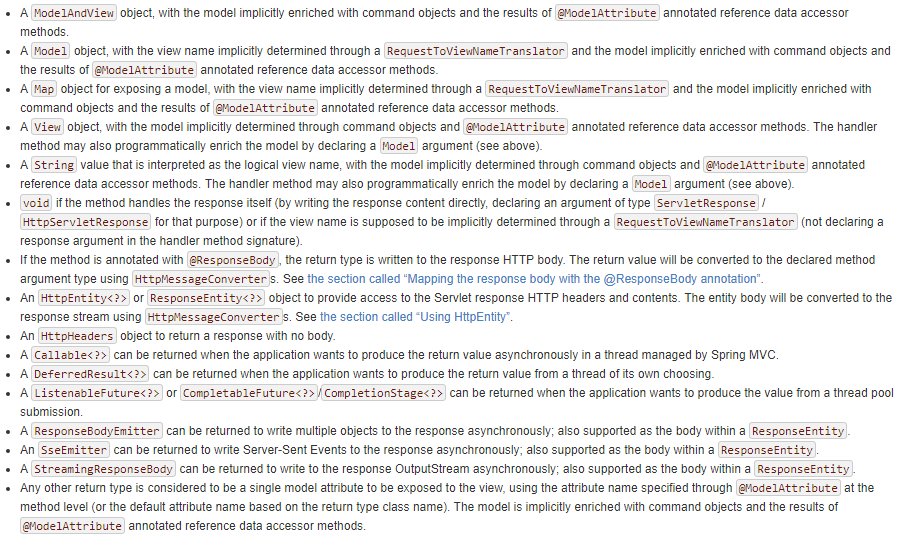 • A ModelAndView object, with the model implicitly enriched with command objects and the results of @ModelAttribute annotated reference data accessor
methods.
• A Model object, with the view name implicitly determined through a RequestToViewNameTranslator and the model implicitly enriched with command objects and
the results of @ModelAttribute annotated reference data accessor methods.
• A Map object for exposing a model, with the view name implicitly determined through a RequestToViewNameTranslator and the model implicitly enriched with
command objects and the results of @ModelAttribute annotated reference data accessor methods.
• A View object, with the model implicitly determined through command objects and @ModelAttribute annotated reference data accessor methods. The handler
method may also programmatically enrich the model by declaring a Model argument (see above).
• A String value that is interpreted as the logical view name, with the model implicitly determined through command objects and @ModelAttribute annotated
reference data accessor methods. The handler method may also programmatically enrich the model by declaring a Model argument (see above).
• void if the method handles the response itself (by writing the response content directly, declaring an argument of type ServletResponse /
HttpServletResponse for that purpose) or if the view name is supposed to be implicitly determined through a RequestToViewNameTranslator (not declaring a
response argument in the handler method signature).
• If the method is annotated with @ResponseBody, the return type is written to the response HTTP body. The return value will be converted to the declared method
argument type using HttpMessageConverters. See the section called “Mapping the response body with the @ResponseBody annotation”.
• An HttpEntity<?> or ResponseEntity<?> object to provide access to the Servlet response HTTP headers and contents. The entity body will be converted to the
response stream using HttpMessageConverters. See the section called “Using HttpEntity”.
• An HttpHeaders object to return a response with no body.
• A Callable<?> can be returned when the application wants to produce the return value asynchronously in a thread managed by Spring MVC.
• A DeferredResult<?> can be returned when the application wants to produce the return value from a thread of its own choosing.
• A ListenableFuture<?> or CompletableFuture<?>/CompletionStage<?> can be returned when the application wants to produce the value from a thread pool
submission.
• A ResponseBodyEmitter can be returned to write multiple objects to the response asynchronously; also supported as the body within a ResponseEntity.
• An SseEmitter can be returned to write Server-Sent Events to the response asynchronously; also supported as the body within a ResponseEntity.
• A StreamingResponseBody can be returned to write to the response OutputStream asynchronously; also supported as the body within a ResponseEntity.
• Any other return type is considered to be a single model attribute to be exposed to the view, using the attribute name specified through @ModelAttribute at the
method level (or the default attribute name based on the return type class name). The model is implicitly enriched with command objects and the results of
@ModelAttribute annotated reference data accessor methods.